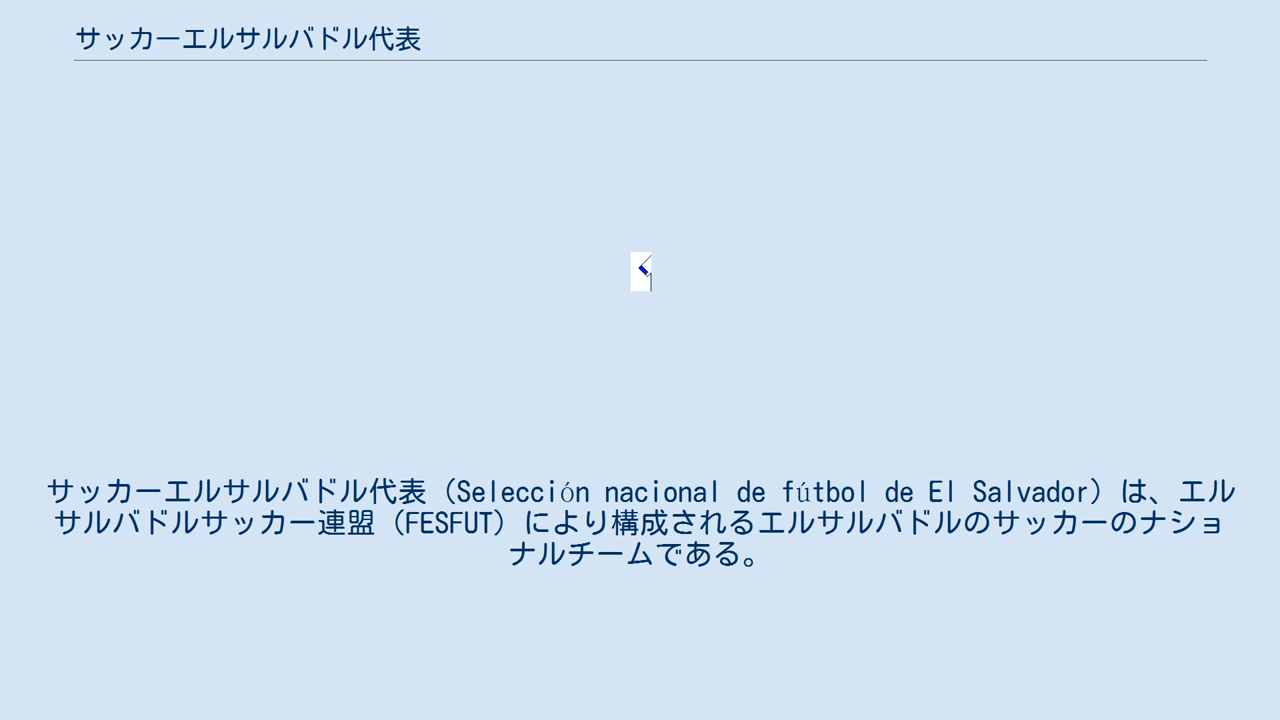 サッカーエルサルバドル代表
サッカーエルサルバドル代表（Selección nacional de fútbol de El Salvador）は、エル
サルバドルサッカー連盟（FESFUT）により構成されるエルサルバドルのサッカーのナショ
ナルチームである。